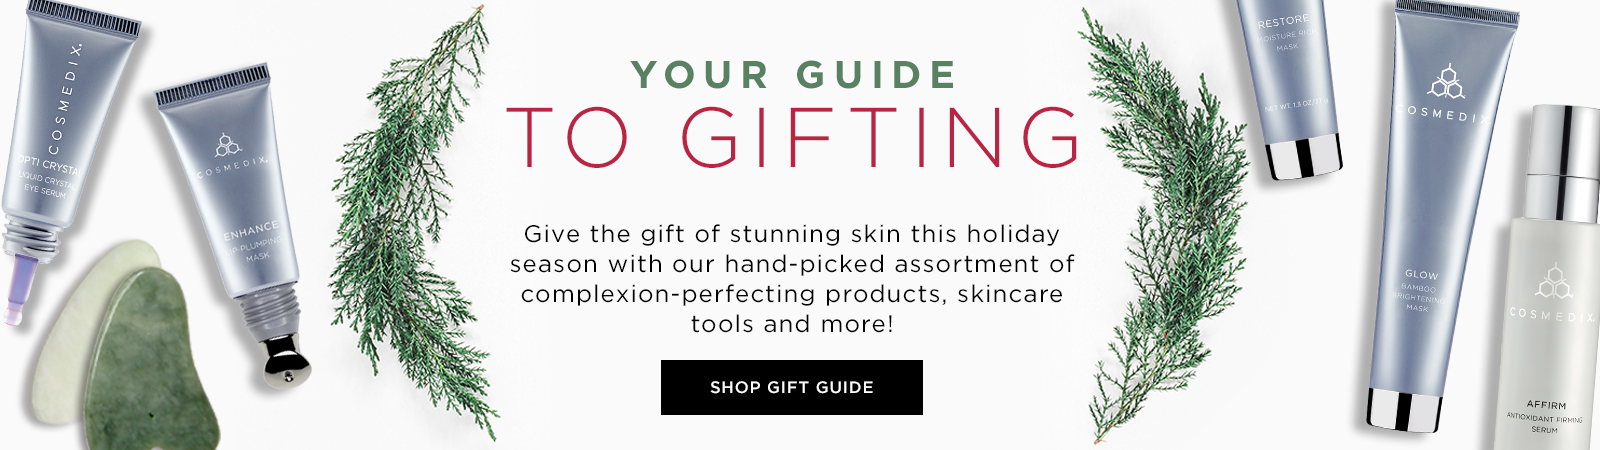 COSMEDIX
OPTI CRYSTAL
LIQUID CRYSTAL
EYE SERUM
COSMEDIX
ENHANCE
LIP-PLUMPING
MASK
YOUR GUIDE
TO GIFTING
Give the gift of stunning skin this holiday
season with our hand-picked assortment of
complexion-perfecting products, skincare
tools and more!
SHOP GIFT GUIDE
RESTORE
MOISTURE RICH
MASK
NET WT. 1.3 OZ
COSMEDIX
GLOW
BAMBOO
BRIGHTENING
MASK
COSMEDIX
AFFIRM
ANTIOXIDANT FIRMING
SERUM